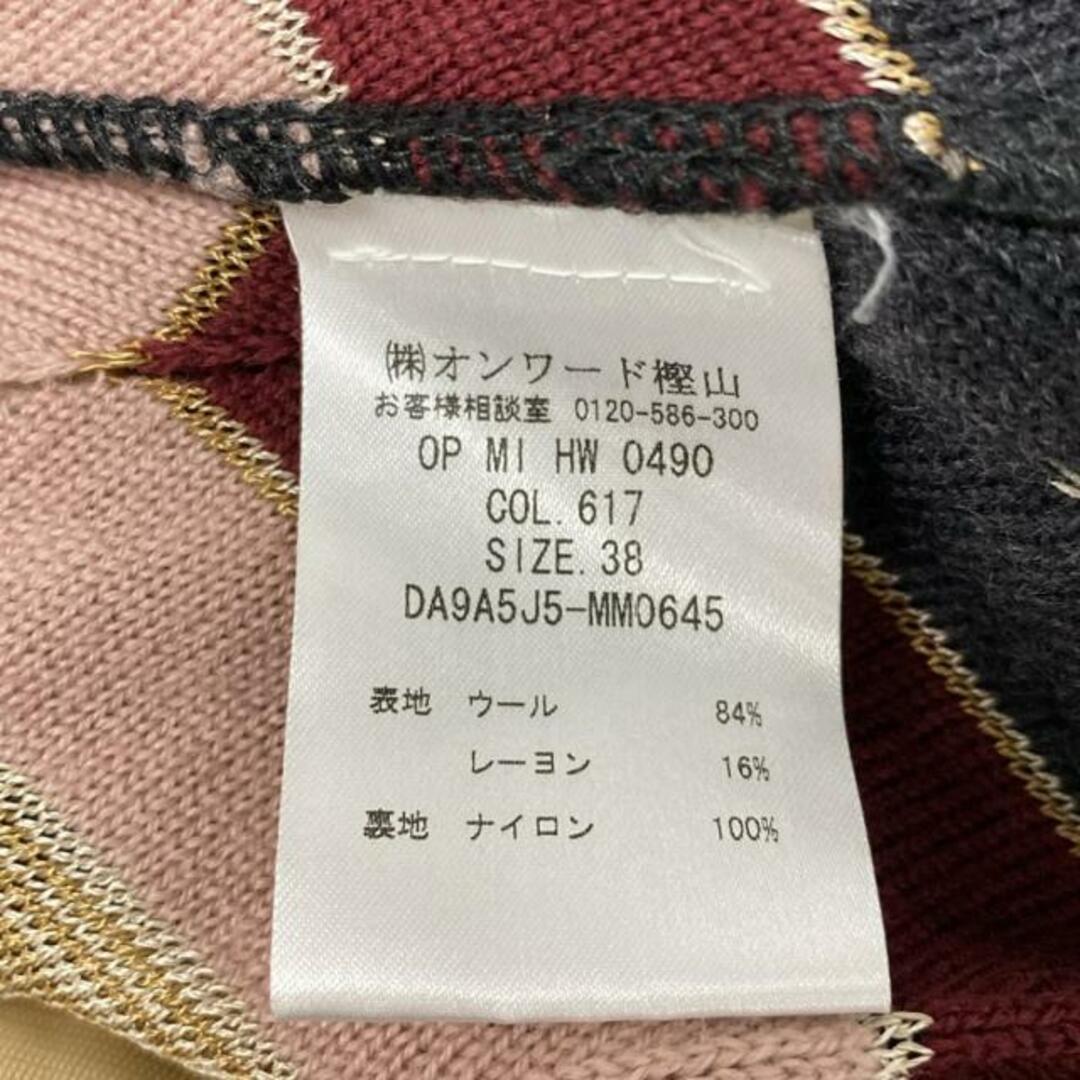 ㈱オンワード樫山
お客様相談室 0120-586-300
OP MI HW 0490
COL.617
SIZE.38
DA9A5J5-MM0645
表地 ウール 84%
レーヨン 16%
裏地 ナイロン 100%